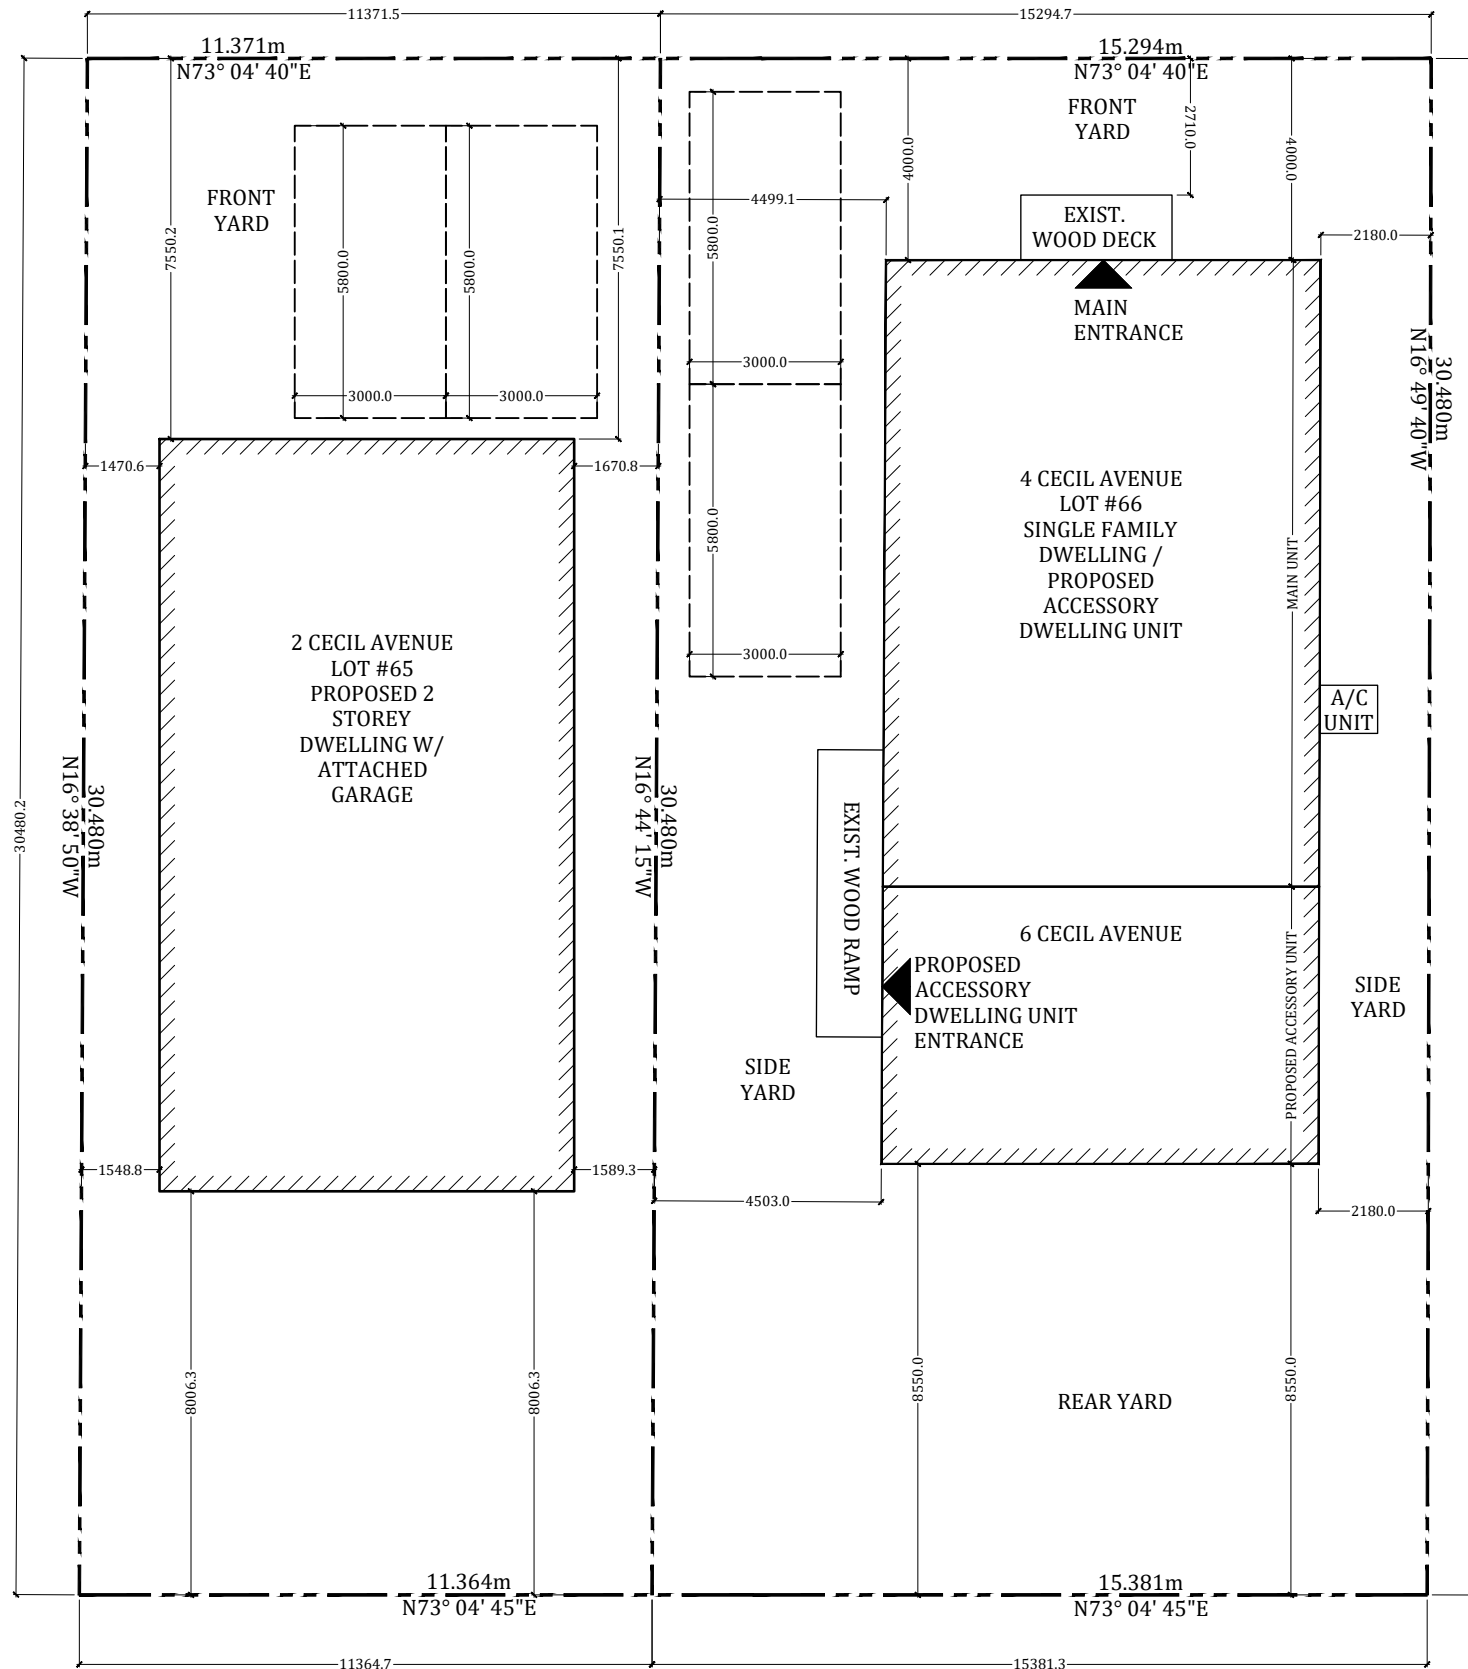 11371.5
15294.7
11.371m
N73° 04' 40"E
15.294m
N73° 04' 40"E
FRONT
YARD
2710.0
4000.0
4000.0
FRONT
YARD
7550.2
5800.0
5800.0
7550.1
5800.0
4499.1
EXIST.
WOOD DECK
2180.0
MAIN
ENTRANCE
3000.0
3000.0
3000.0
30.480m
N16° 49' 40"W
1470.6
1670.8
5800.0
4 CECIL AVENUE
LOT #66
SINGLE FAMILY
DWELLING /
PROPOSED
ACCESSORY
DWELLING UNIT
MAIN UNIT
3000.0
2 CECIL AVENUE
LOT #65
PROPOSED 2
STOREY
DWELLING W/
ATTACHED
GARAGE
A/C
UNIT
30480.2
30.480m
N16° 38' 50"W
30.480m
N16° 44' 15"W
EXIST. WOOD RAMP
6 CECIL AVENUE
PROPOSED
ACCESSORY
DWELLING UNIT
ENTRANCE
PROPOSED ACCESSORY UNIT
SIDE
YARD
SIDE
YARD
1548.8
1589.3
4503.0
2180.0
8006.3
8006.3
8550.0
8550.0
REAR YARD
11.364m
N73° 04' 45"E
15.381m
N73° 04' 45"E
11364.7
15381.3